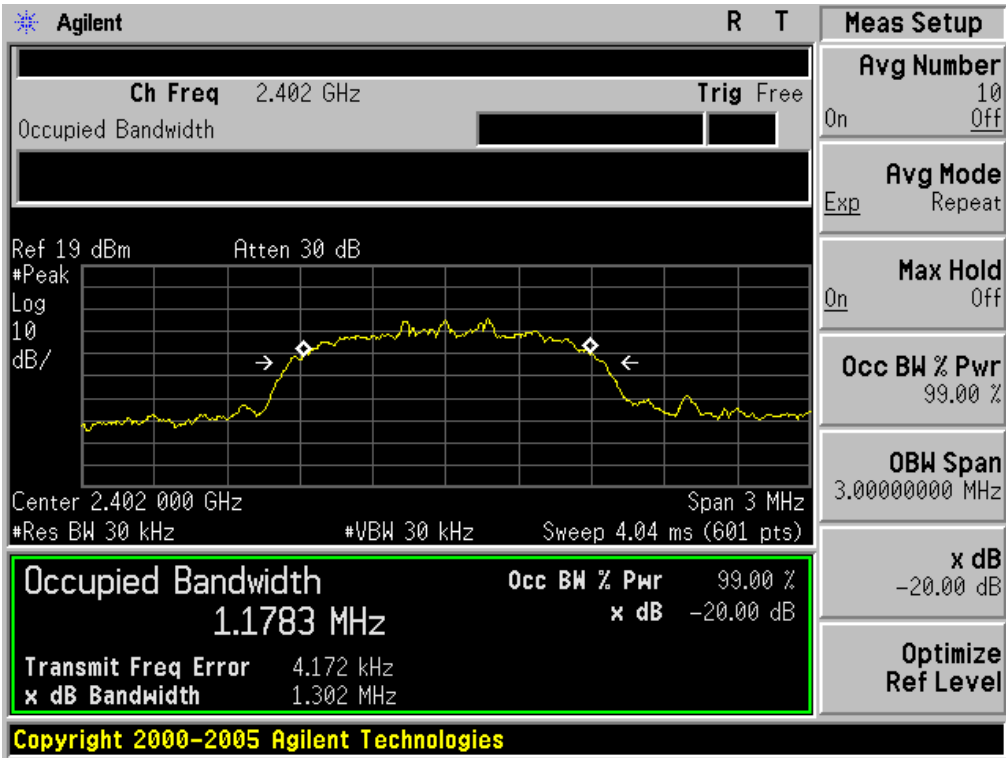 Agilent R T Meas Setup
Ch Freq 2.402 GHz Trig Free
Occupied Bandwidth
Avg Number
10
On Off
Avg Mode
Exp Repeat
Max Hold
On Off
Occ BW % Pwr
99.00 %
OBW Span
3.00000000 MHz
x dB
-20.00 dB
Optimize
Ref Level
Ref 19 dBm Atten 30 dB
#Peak
Log
10
dB/
Center 2.402 000 GHz Span 3 MHz
#Res BW 30 kHz #VBW 30 kHz Sweep 4.04 ms (601 pts)
Occupied Bandwidth Occ BW % Pwr 99.00 %
1.1783 MHz x dB -20.00 dB
Transmit Freq Error 4.172 kHz
x dB Bandwidth 1.302 MHz
Copyright 2000-2005 Agilent Technologies